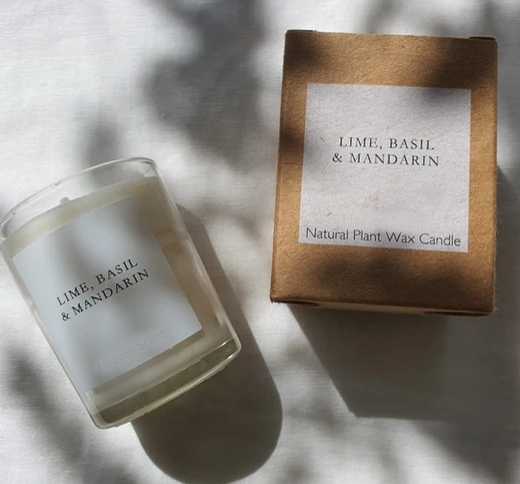 LIME, BASIL
& MANDARIN
Natural Plant Wax Candle
LIME, BASIL
& MANDARIN